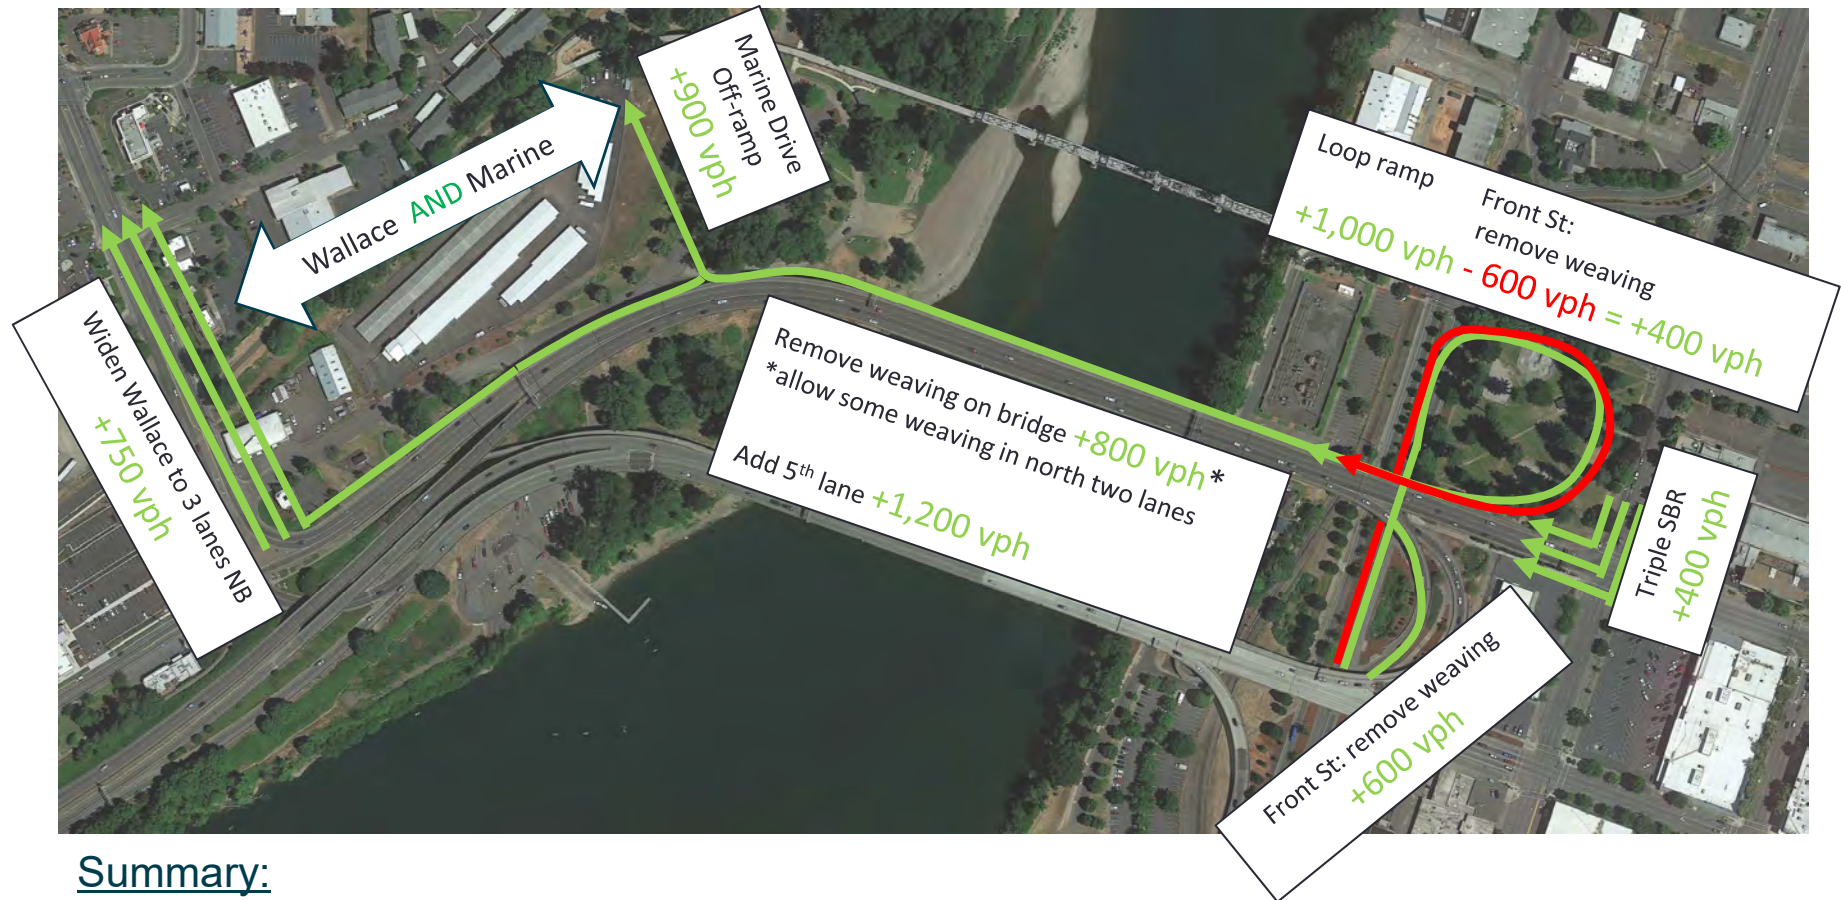 Marine Drive
Off-ramp
+900 vph
Wallace AND Marine
Loop ramp
Front St:
remove weaving
+1,000 vph - 600 vph = +400 vph
Widen Wallace to 3 lanes NB
+750 vph
Remove weaving on bridge +800 vph*
*allow some weaving in north two lanes
Add 5th lane +1,200 vph
Triple SBR
+400 vph
Front St: remove weaving
+600 vph
Summary: